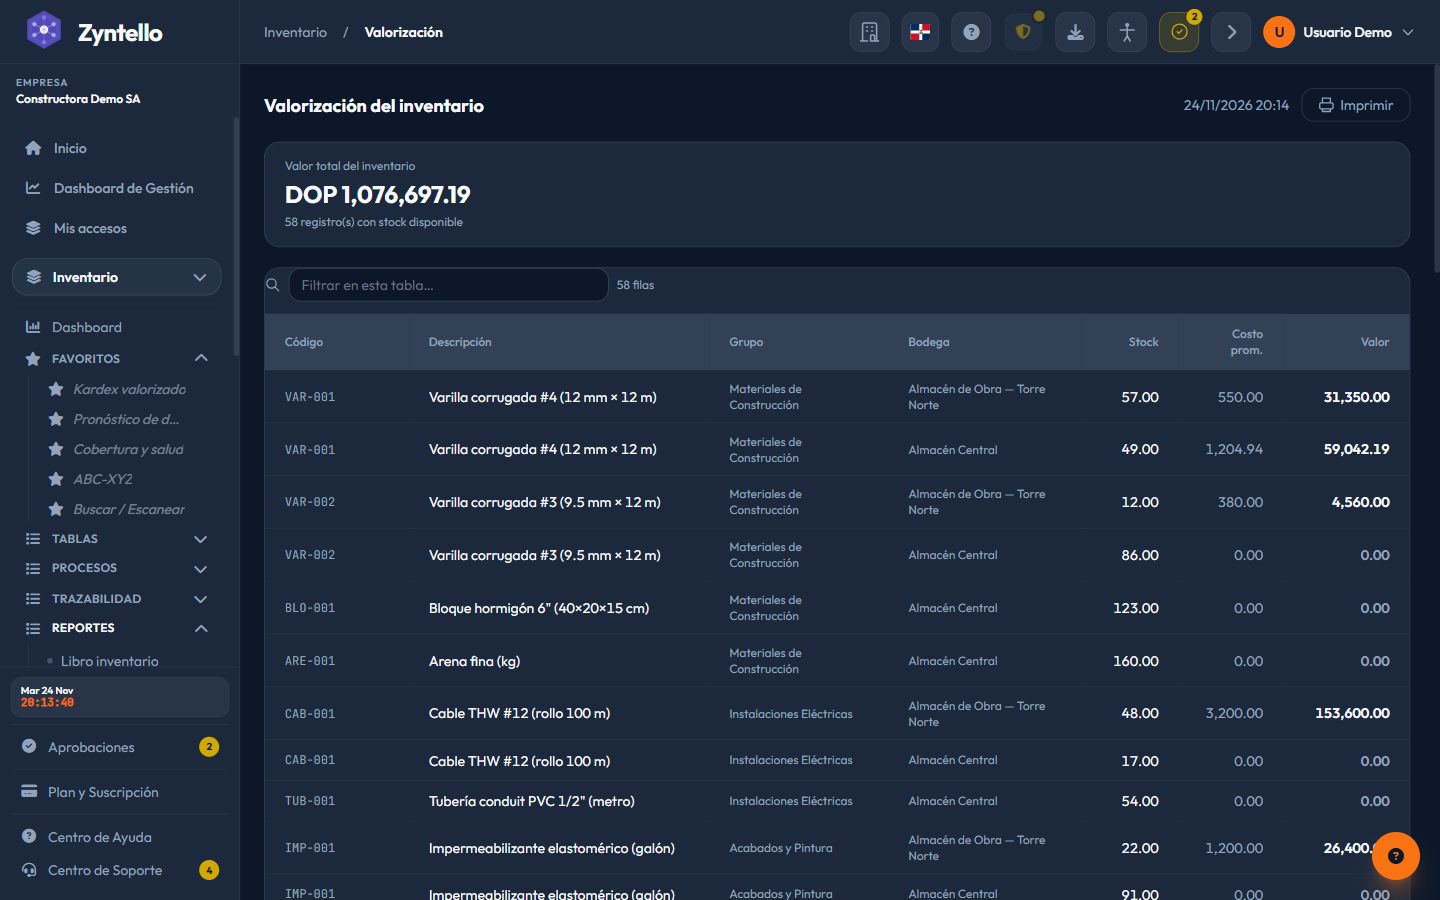 Zyntello
Inventario / Valorización
2
U
Usuario Demo
EMPRESA
Constructora Demo SA
Inicio
Dashboard de Gestión
Mis accesos
Inventario
Dashboard
FAVORITOS
Kardex valorizado
Pronóstico de d...
Cobertura y salud
ABC-XYZ
Buscar / Escanear
TABLAS
PROCESOS
TRAZABILIDAD
REPORTES
Libro inventario
Mar 24 Nov
20:13:40
Aprobaciones 2
Plan y Suscripción
Centro de Ayuda
Centro de Soporte 4
Valorización del inventario
24/11/2026 20:14
Imprimir
Valor total del inventario
DOP 1,076,697.19
58 registro(s) con stock disponible
Filtrar en esta tabla... 58 filas
Código Descripción Grupo Bodega Stock Costo prom. Valor
VAR-001 Varilla corrugada #4 (12 mm × 12 m) Materiales de Construcción Almacén de Obra — Torre Norte 57.00 550.00 31,350.00
VAR-001 Varilla corrugada #4 (12 mm × 12 m) Materiales de Construcción Almacén Central 49.00 1,204.94 59,042.19
VAR-002 Varilla corrugada #3 (9.5 mm × 12 m) Materiales de Construcción Almacén de Obra — Torre Norte 12.00 380.00 4,560.00
VAR-002 Varilla corrugada #3 (9.5 mm × 12 m) Materiales de Construcción Almacén Central 86.00 0.00 0.00
BLO-001 Bloque hormigón 6" (40×20×15 cm) Materiales de Construcción Almacén Central 123.00 0.00 0.00
ARE-001 Arena fina (kg) Materiales de Construcción Almacén Central 160.00 0.00 0.00
CAB-001 Cable THW #12 (rollo 100 m) Instalaciones Eléctricas Almacén de Obra — Torre Norte 48.00 3,200.00 153,600.00
CAB-001 Cable THW #12 (rollo 100 m) Instalaciones Eléctricas Almacén Central 17.00 0.00 0.00
TUB-001 Tubería conduit PVC 1/2" (metro) Instalaciones Eléctricas Almacén Central 54.00 0.00 0.00
IMP-001 Impermeabilizante elastomérico (galón) Acabados y Pintura Almacén de Obra — Torre Norte 22.00 1,200.00 26,400.
IMP-001 Impermeabilizante elastomérico (galón) Acabados y Pintura Almacén Central 91.00 0.00 0.00